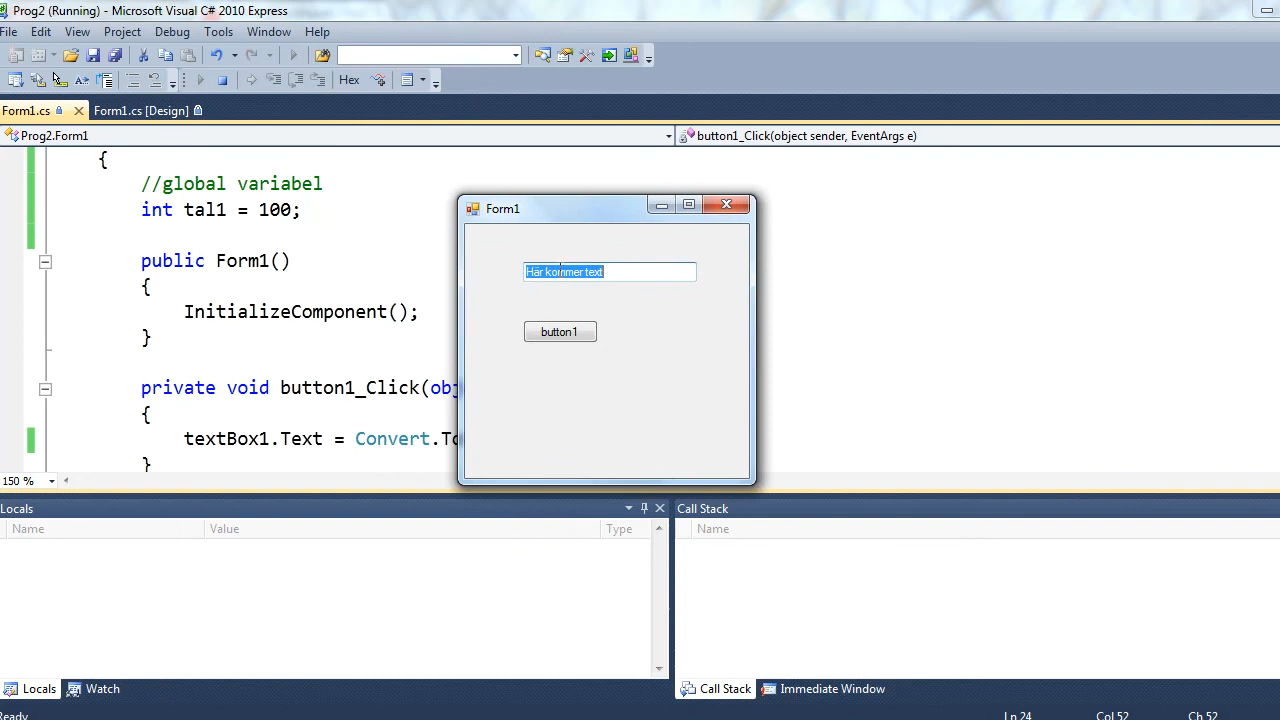 Prog2 (Running) - Microsoft Visual C# 2010 Express
File Edit View Project Debug Tools Window Help
Hex
Form1.cs Form1.cs [Design]
Prog2.Form1 button1_Click(object sender, EventArgs e)
{
//global variabel
int tal1 = 100;
public Form1()
{
InitializeComponent();
}
private void button1_Click(obj
{
textBox1.Text = Convert.To
}
Form1
Här kommer text
button1
150 %
Locals
Name Value Type
Call Stack
Name
Locals Watch
Call Stack Immediate Window
Ready Ln 24 Col 52 Ch 52